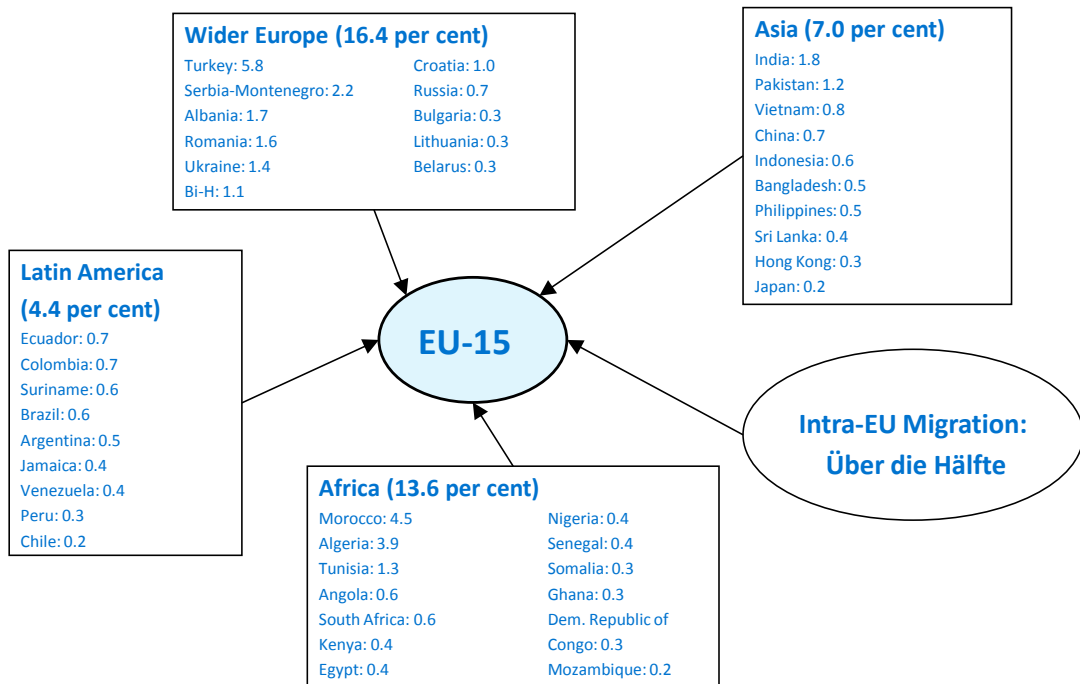 Wider Europe (16.4 per cent)
Turkey: 5.8
Serbia-Montenegro: 2.2
Albania: 1.7
Romania: 1.6
Ukraine: 1.4
Bi-H: 1.1
Croatia: 1.0
Russia: 0.7
Bulgaria: 0.3
Lithuania: 0.3
Belarus: 0.3
Asia (7.0 per cent)
India: 1.8
Pakistan: 1.2
Vietnam: 0.8
China: 0.7
Indonesia: 0.6
Bangladesh: 0.5
Philippines: 0.5
Sri Lanka: 0.4
Hong Kong: 0.3
Japan: 0.2
Latin America
(4.4 per cent)
Ecuador: 0.7
Colombia: 0.7
Suriname: 0.6
Brazil: 0.6
Argentina: 0.5
Jamaica: 0.4
Venezuela: 0.4
Peru: 0.3
Chile: 0.2
EU-15
Intra-EU Migration:
Über die Hälfte
Africa (13.6 per cent)
Morocco: 4.5
Algeria: 3.9
Tunisia: 1.3
Angola: 0.6
South Africa: 0.6
Kenya: 0.4
Egypt: 0.4
Nigeria: 0.4
Senegal: 0.4
Somalia: 0.3
Ghana: 0.3
Dem. Republic of
Congo: 0.3
Mozambique: 0.2